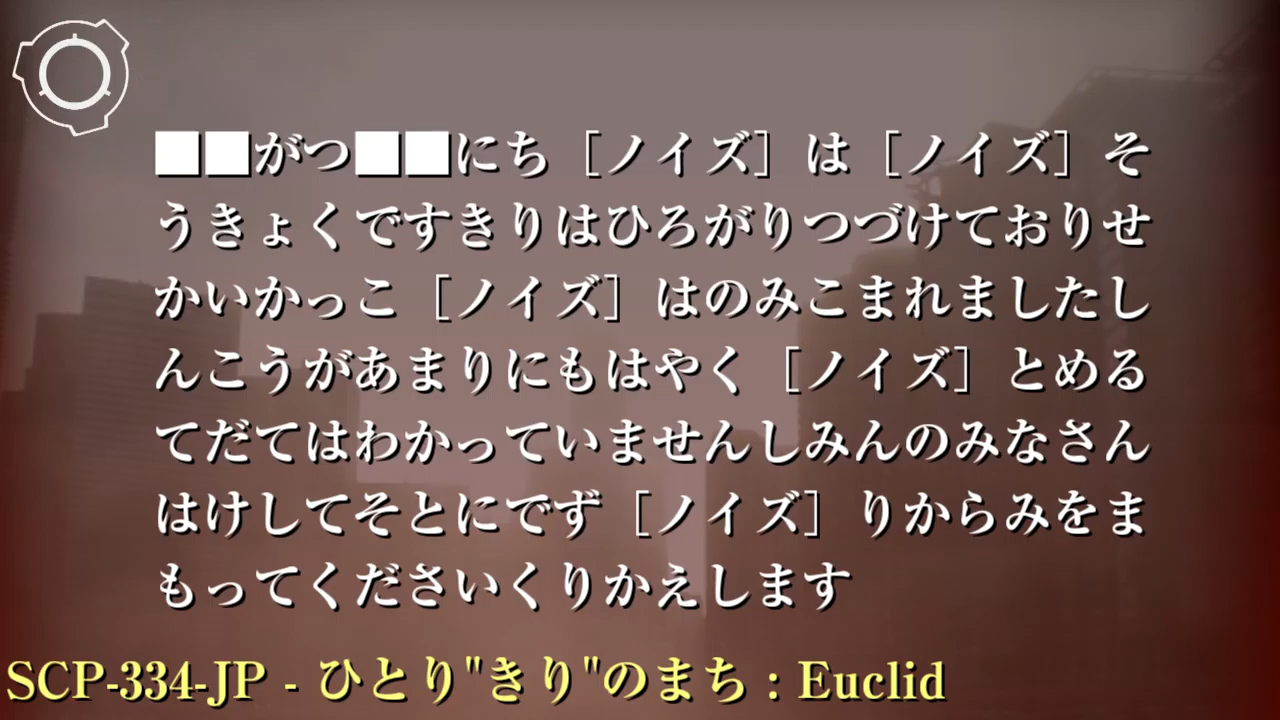 ■■がつ■■にち［ノイズ］は［ノイズ］そ
うきょくですきりはひろがりつづけておりせ
かいかっこ［ノイズ］はのみこまれましたし
んこうがあまりにもはやく［ノイズ］とめる
てだてはわかっていませんしみんのみなさん
はけしてそとにでず［ノイズ］りからみをま
もってくださいくりかえします
SCP-334-JP - ひとり"きり"のまち : Euclid